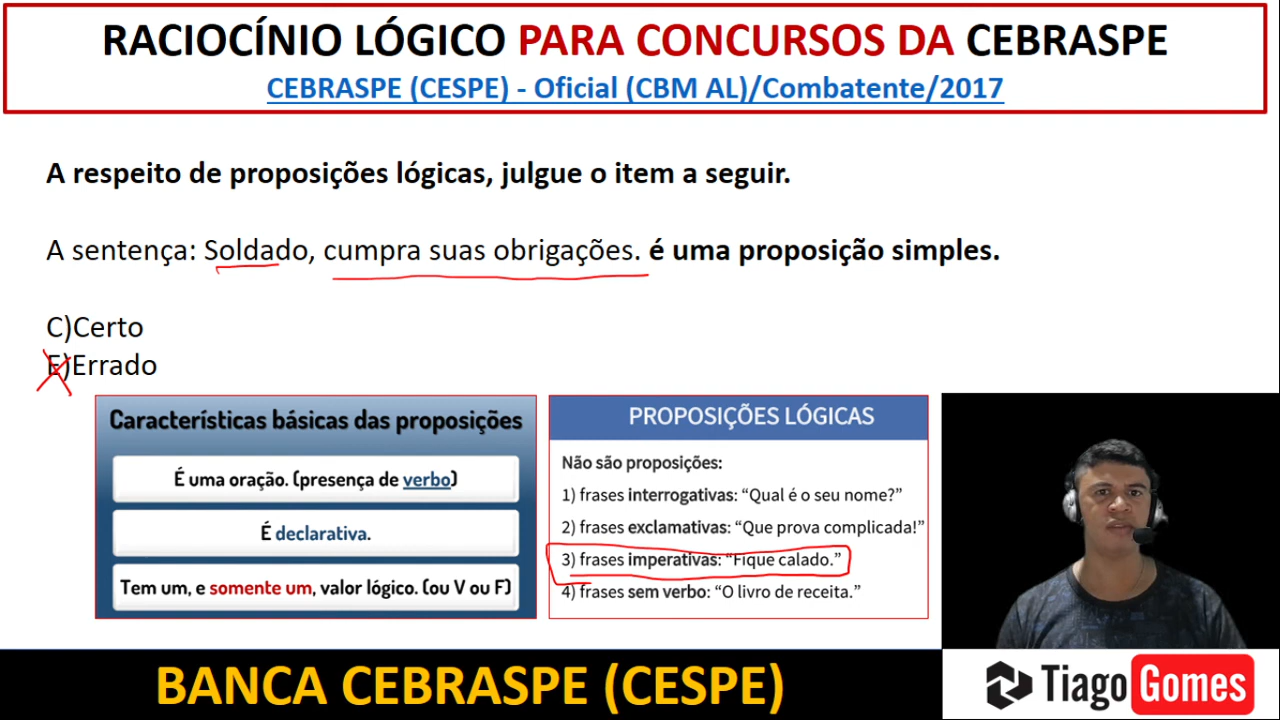 RACIOCÍNIO LÓGICO PARA CONCURSOS DA CEBRASPE
CEBRASPE (CESPE) - Oficial (CBM AL)/Combatente/2017
A respeito de proposições lógicas, julgue o item a seguir.
A sentença: Soldado, cumpra suas obrigações. é uma proposição simples.
C)Certo
E)Errado
Características básicas das proposições
É uma oração. (presença de verbo)
É declarativa.
Tem um, e somente um, valor lógico. (ou V ou F)
PROPOSIÇÕES LÓGICAS
Não são proposições:
1) frases interrogativas: “Qual é o seu nome?”
2) frases exclamativas: “Que prova complicada!”
3) frases imperativas: “Fique calado.”
4) frases sem verbo: “O livro de receita.”
BANCA CEBRASPE (CESPE)
Tiago Gomes